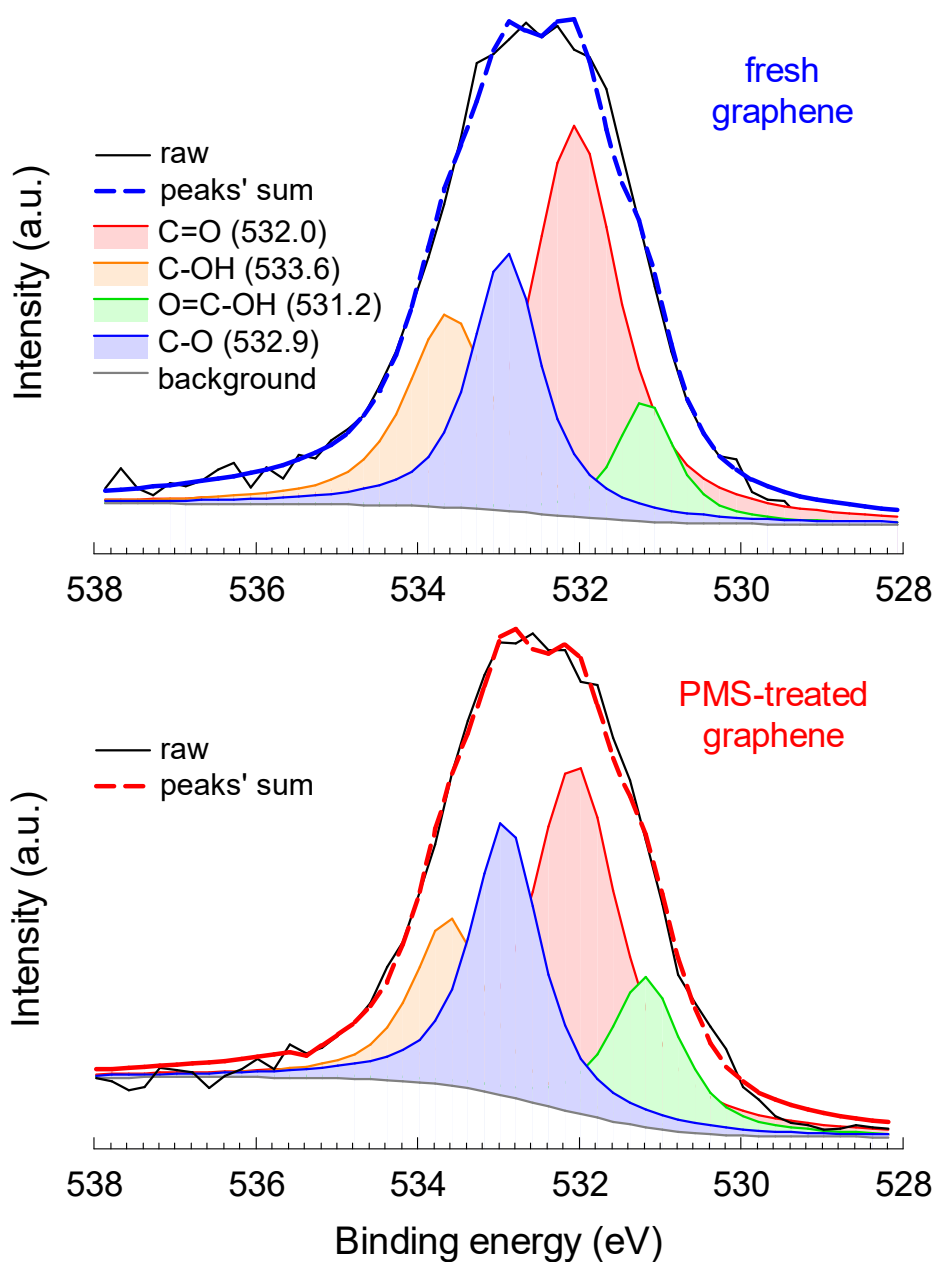 fresh
graphene
raw
peaks' sum
C=O (532.0)
C-OH (533.6)
O=C-OH (531.2)
C-O (532.9)
background
Intensity (a.u.)
538 536 534 532 530 528
PMS-treated
graphene
raw
peaks' sum
Intensity (a.u.)
538 536 534 532 530 528
Binding energy (eV)